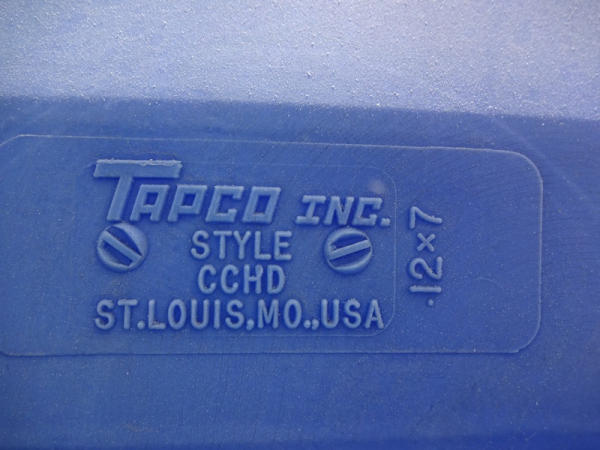 TAPCO INC.
STYLE
CCHD
ST.LOUIS,MO.,USA
12×7